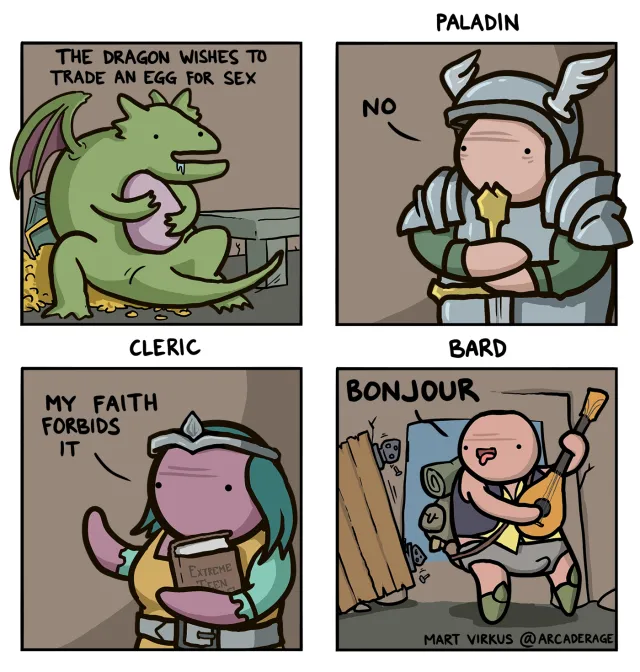 THE DRAGON WISHES TO
TRADE AN EGG FOR SEX
PALADIN
NO
CLERIC
MY FAITH
FORBIDS
IT
EXTREME
TEEN
BARD
BONJOUR
MART VIRKUS @ARCADERAGE